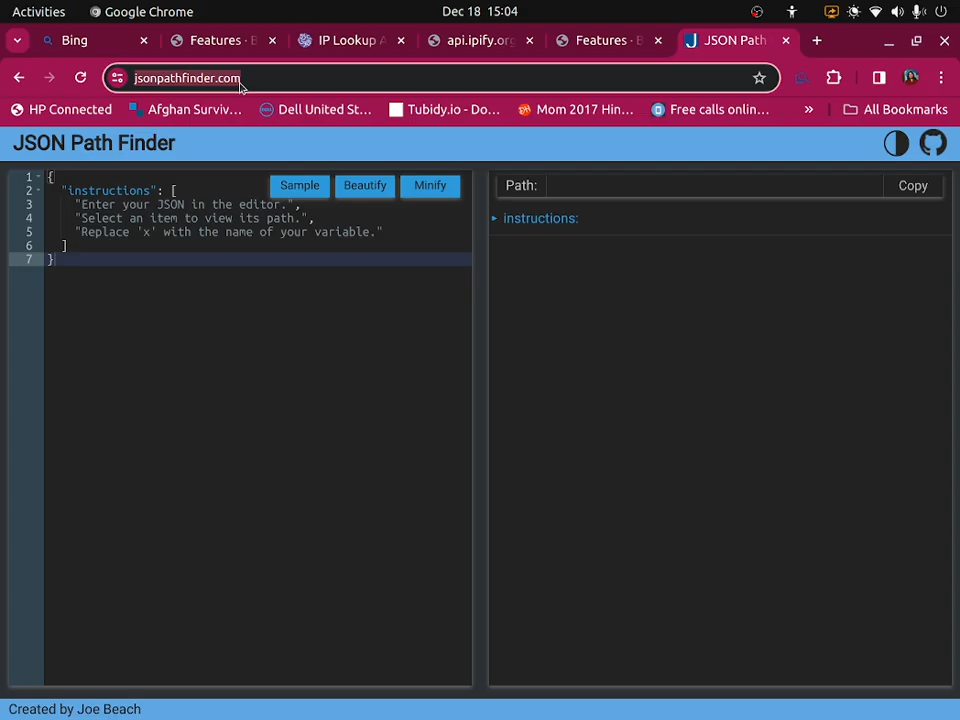 Activities Google Chrome Dec 18 15:04
Bing Features · B IP Lookup A api.ipify.org Features · B JSON Path
jsonpathfinder.com
HP Connected Afghan Surviv... Dell United St... Tubidy.io - Do... Mom 2017 Hin... Free calls onlin... » All Bookmarks
JSON Path Finder
Sample Beautify Minify
1 {
2 "instructions": [
3 "Enter your JSON in the editor.",
4 "Select an item to view its path.",
5 "Replace 'x' with the name of your variable."
6 ]
7 }
Path: Copy
instructions:
Created by Joe Beach